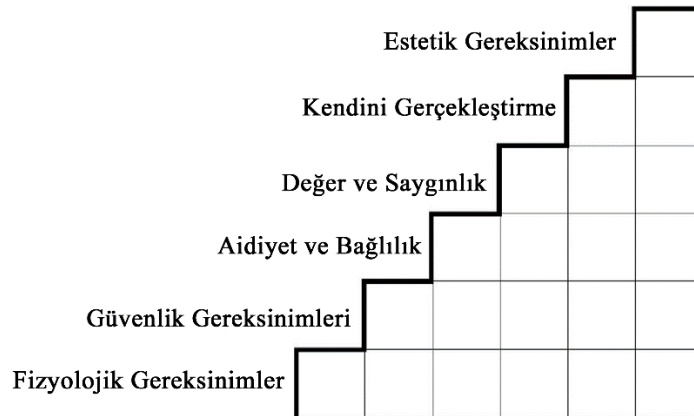 Estetik Gereksinimler
Kendini Gerçekleştirme
Değer ve Saygınlık
Aidiyet ve Bağlılık
Güvenlik Gereksinimleri
Fizyolojik Gereksinimler